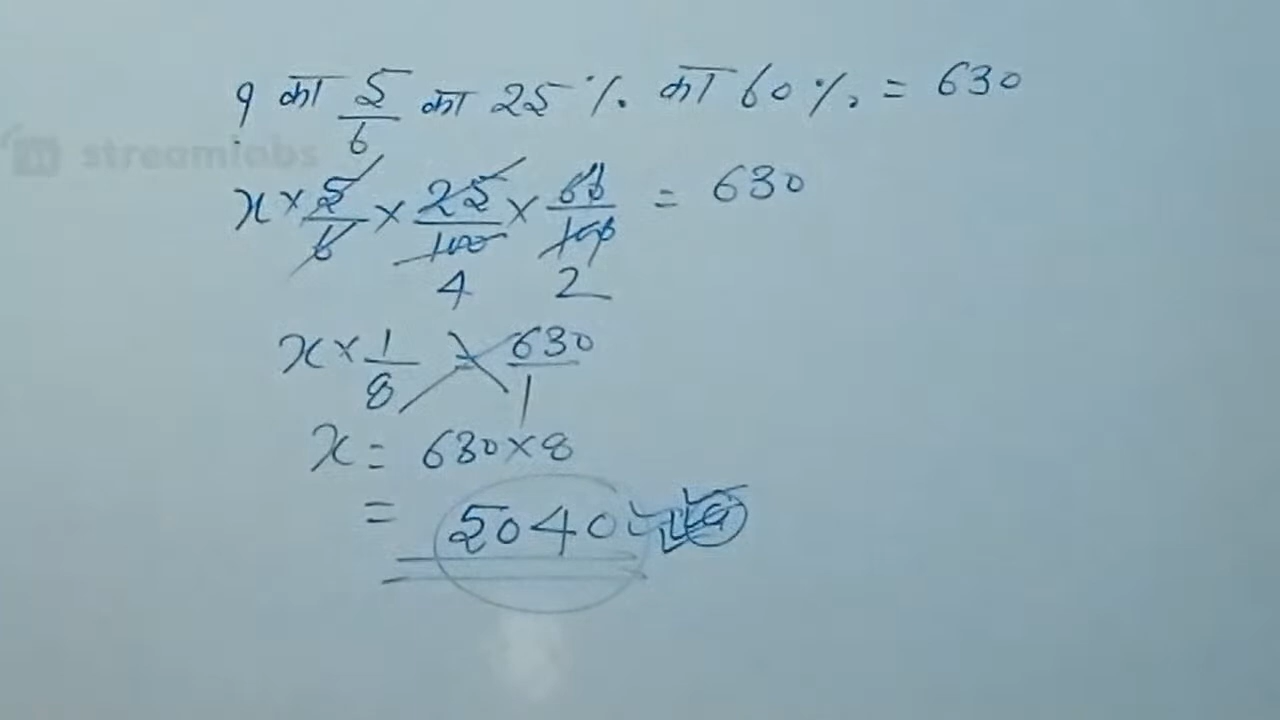 ? का 5/6 का 25% का 60% = 630
streamlabs
x × 5/6 × 25/100 × 60/100 = 630
4 2
x × 1/8 = 630/1
x = 630×8
= 5040